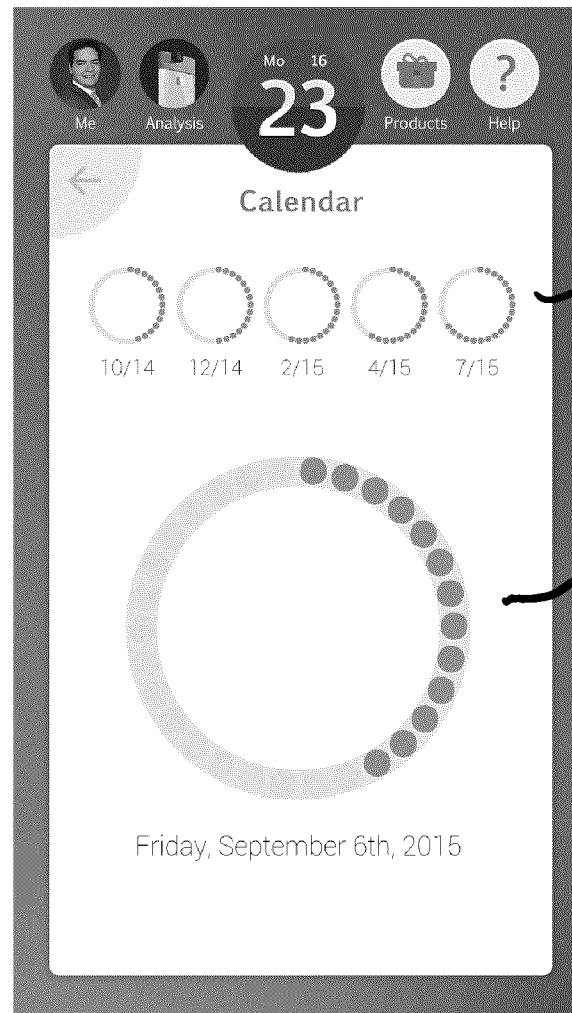 Mo 16
23
Me
Analysis
Products
?
Help
Calendar
10/14
12/14
2/15
4/15
7/15
Friday, September 6th, 2015